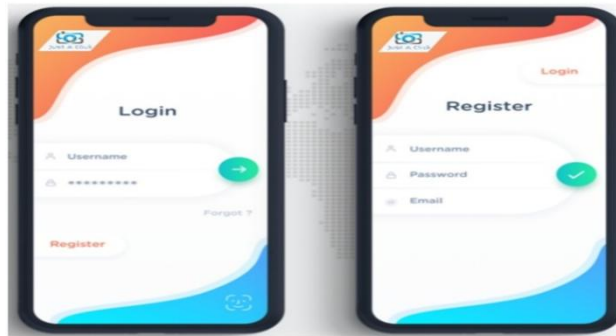 Just A Click
Login
Username
*********
Forgot ?
Register
Just A Click
Login
Register
Username
Password
Email